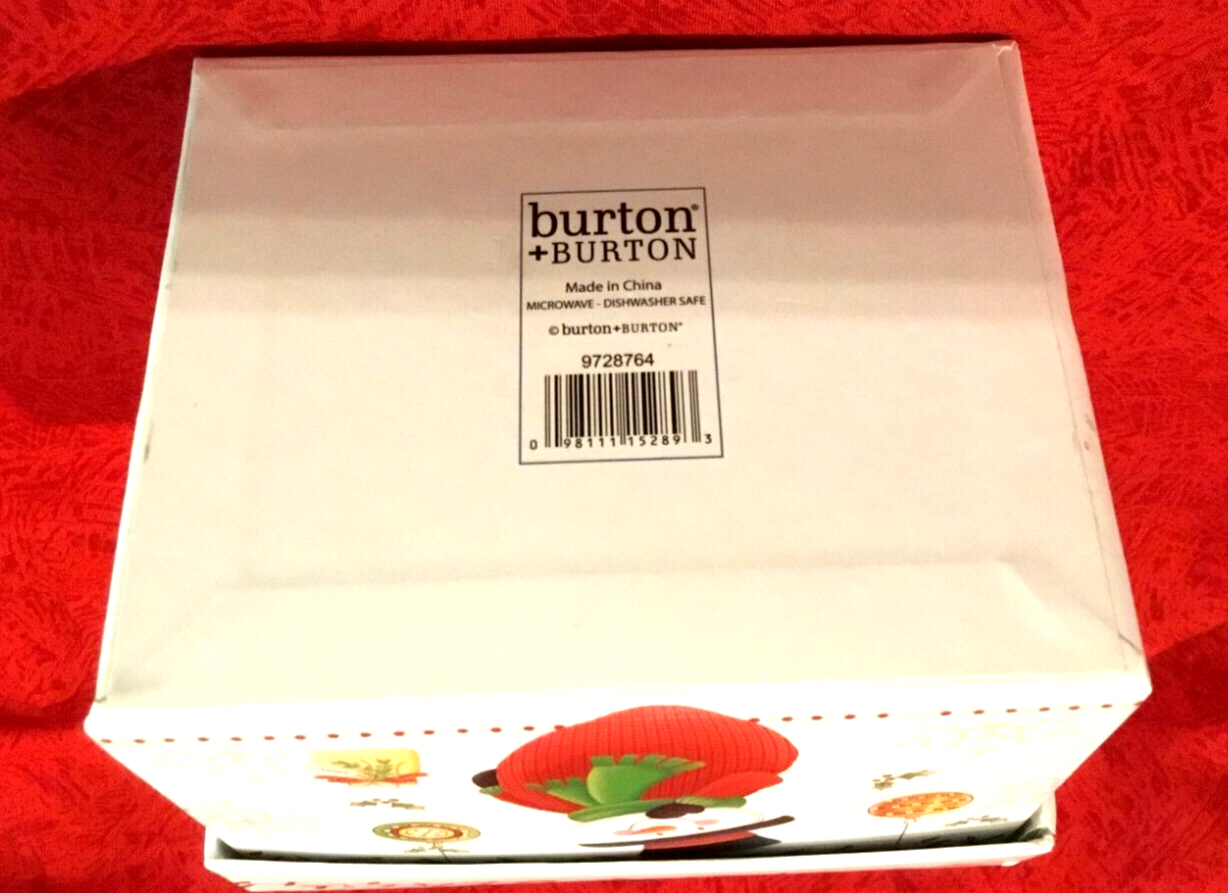 burton®
+BURTON
Made in China
MICROWAVE - DISHWASHER SAFE
© burton+BURTON®
9728764
0 98111 15289 3